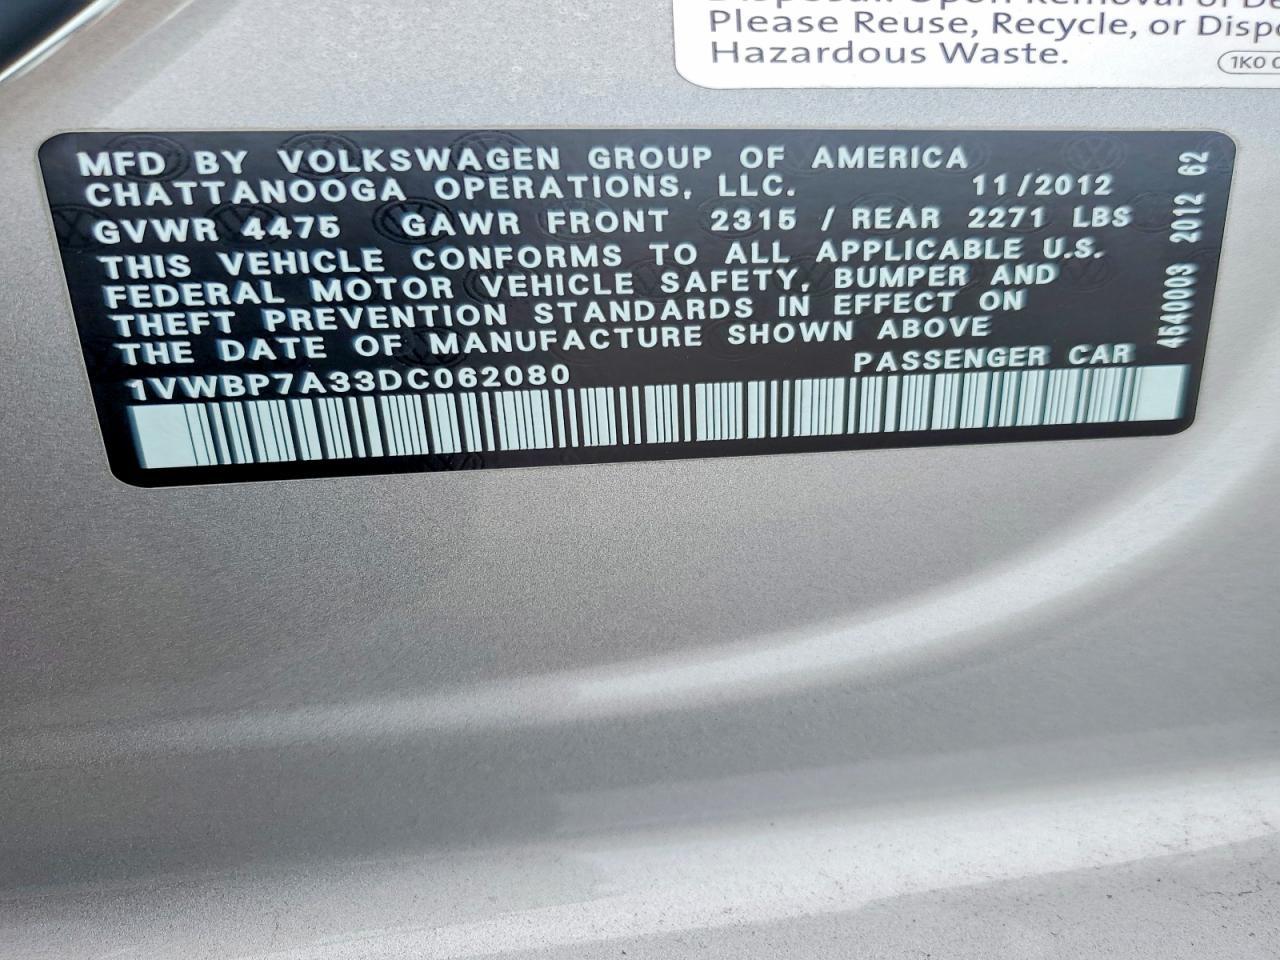 Please Reuse, Recycle, or
Hazardous Waste.
1K0
MFD BY VOLKSWAGEN GROUP OF AMERICA
CHATTANOOGA OPERATIONS, LLC. 11/2012
GVWR 4475 GAWR FRONT 2315 / REAR 2271 LBS
THIS VEHICLE CONFORMS TO ALL APPLICABLE U.S.
FEDERAL MOTOR VEHICLE SAFETY, BUMPER AND
THEFT PREVENTION STANDARDS IN EFFECT ON
THE DATE OF MANUFACTURE SHOWN ABOVE
PASSENGER CAR
1VWBP7A33DC062080
4640003 2012 62